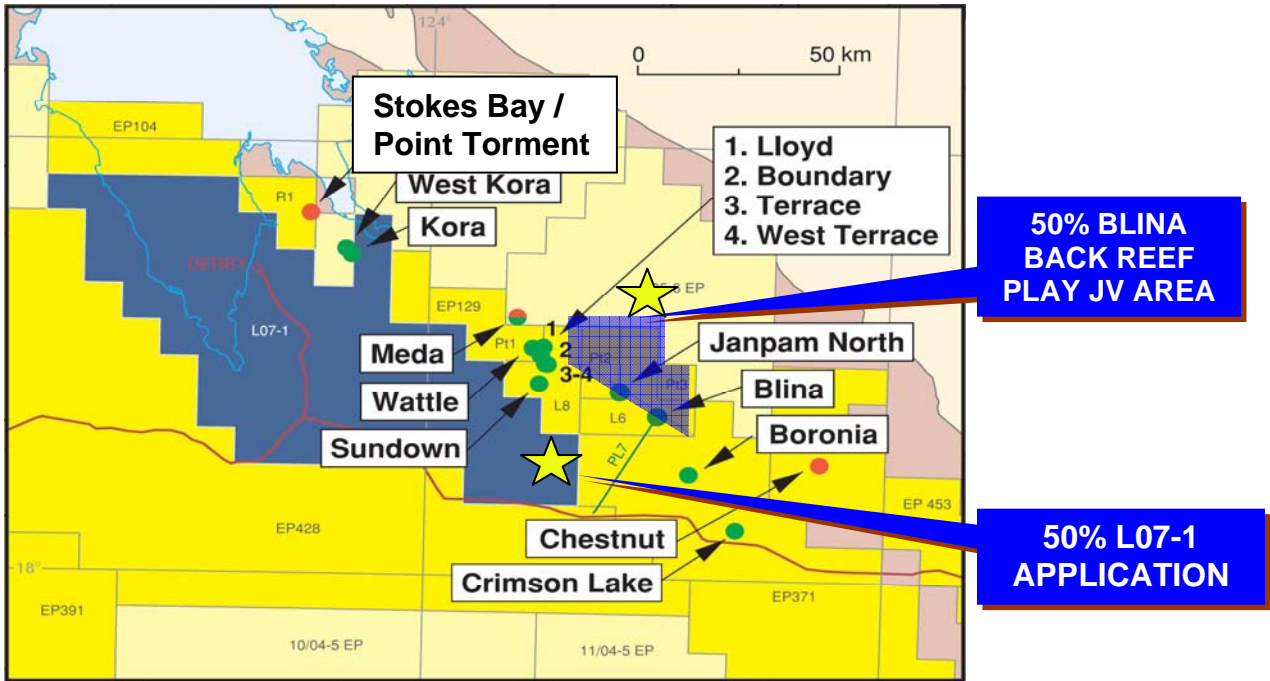 124°
0 50 km
EP104
Stokes Bay /
Point Torment
R1
West Kora
Kora
1. Lloyd
2. Boundary
3. Terrace
4. West Terrace
50% BLINA
BACK REEF
PLAY JV AREA
DERBY
L07-1
EP129
Meda
Pt1
1
2
3-4
Pt2
Janpam North
Pt3
Wattle
Blina
L8
L6
Sundown
Boronia
PL7
EP 453
EP428
Chestnut
Crimson Lake
50% L07-1
APPLICATION
18°
EP391
EP371
10/04-5 EP
11/04-5 EP